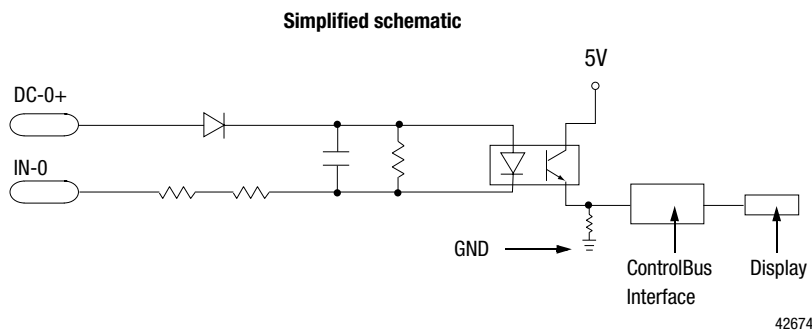 Simplified schematic
5V
DC-0+
IN-0
GND
ControlBus
Interface
Display
42674